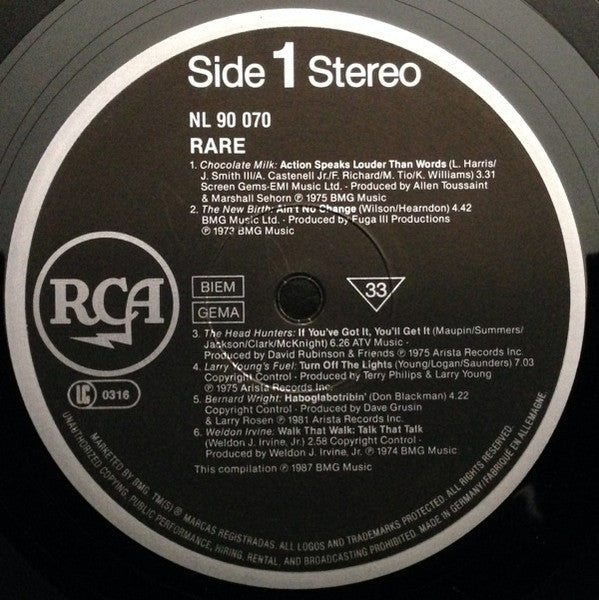 Side 1 Stereo
NL 90 070
RARE
1. Chocolate Milk: Action Speaks Louder Than Words (L. Harris/
J. Smith III/A. Castenell Jr./F. Richard/M. Tio/K. Williams) 3.31
Screen Gems-EMI Music Ltd. - Produced by Allen Toussaint
& Marshall Sehorn ℗ 1975 BMG Music
2. The New Birth: Ain't No Change (Wilson/Hearndon) 4.42
BMG Music Ltd. - Produced by Fuqa III Productions
℗ 1973 BMG Music
RCA
BIEM
GEMA
33
3. The Head Hunters: If You've Got It, You'll Get It (Maupin/Summers/
Jackson/Clark/McKnight) 6.26 ATV Music -
Produced by David Rubinson & Friends ℗ 1975 Arista Records Inc.
4. Larry Young's Fuel: Turn Off The Lights (Young/Logan/Saunders) 7.03
Copyright Control - Produced by Terry Philips & Larry Young
℗ 1975 Arista Records Inc.
5. Bernard Wright: Haboglabotribin' (Don Blackman) 4.22
Copyright Control - Produced by Dave Grusin
& Larry Rosen ℗ 1981 Arista Records Inc.
6. Weldon Irvine: Walk That Walk; Talk That Talk
(Weldon J. Irvine, Jr.) 2.58 Copyright Control -
Produced by Weldon J. Irvine, Jr. ℗ 1974 BMG Music
This compilation ℗ 1987 BMG Music
LC 0316
MARKETED BY BMG. TM(S) ® MARCAS REGISTRADAS. ALL LOGOS AND TRADEMARKS PROTECTED. ALL RIGHTS RESERVED.
UNAUTHORIZED COPYING, PUBLIC PERFORMANCE, HIRING, RENTAL, AND BROADCASTING PROHIBITED. MADE IN GERMANY/FABRIQUÉ EN ALLEMAGNE